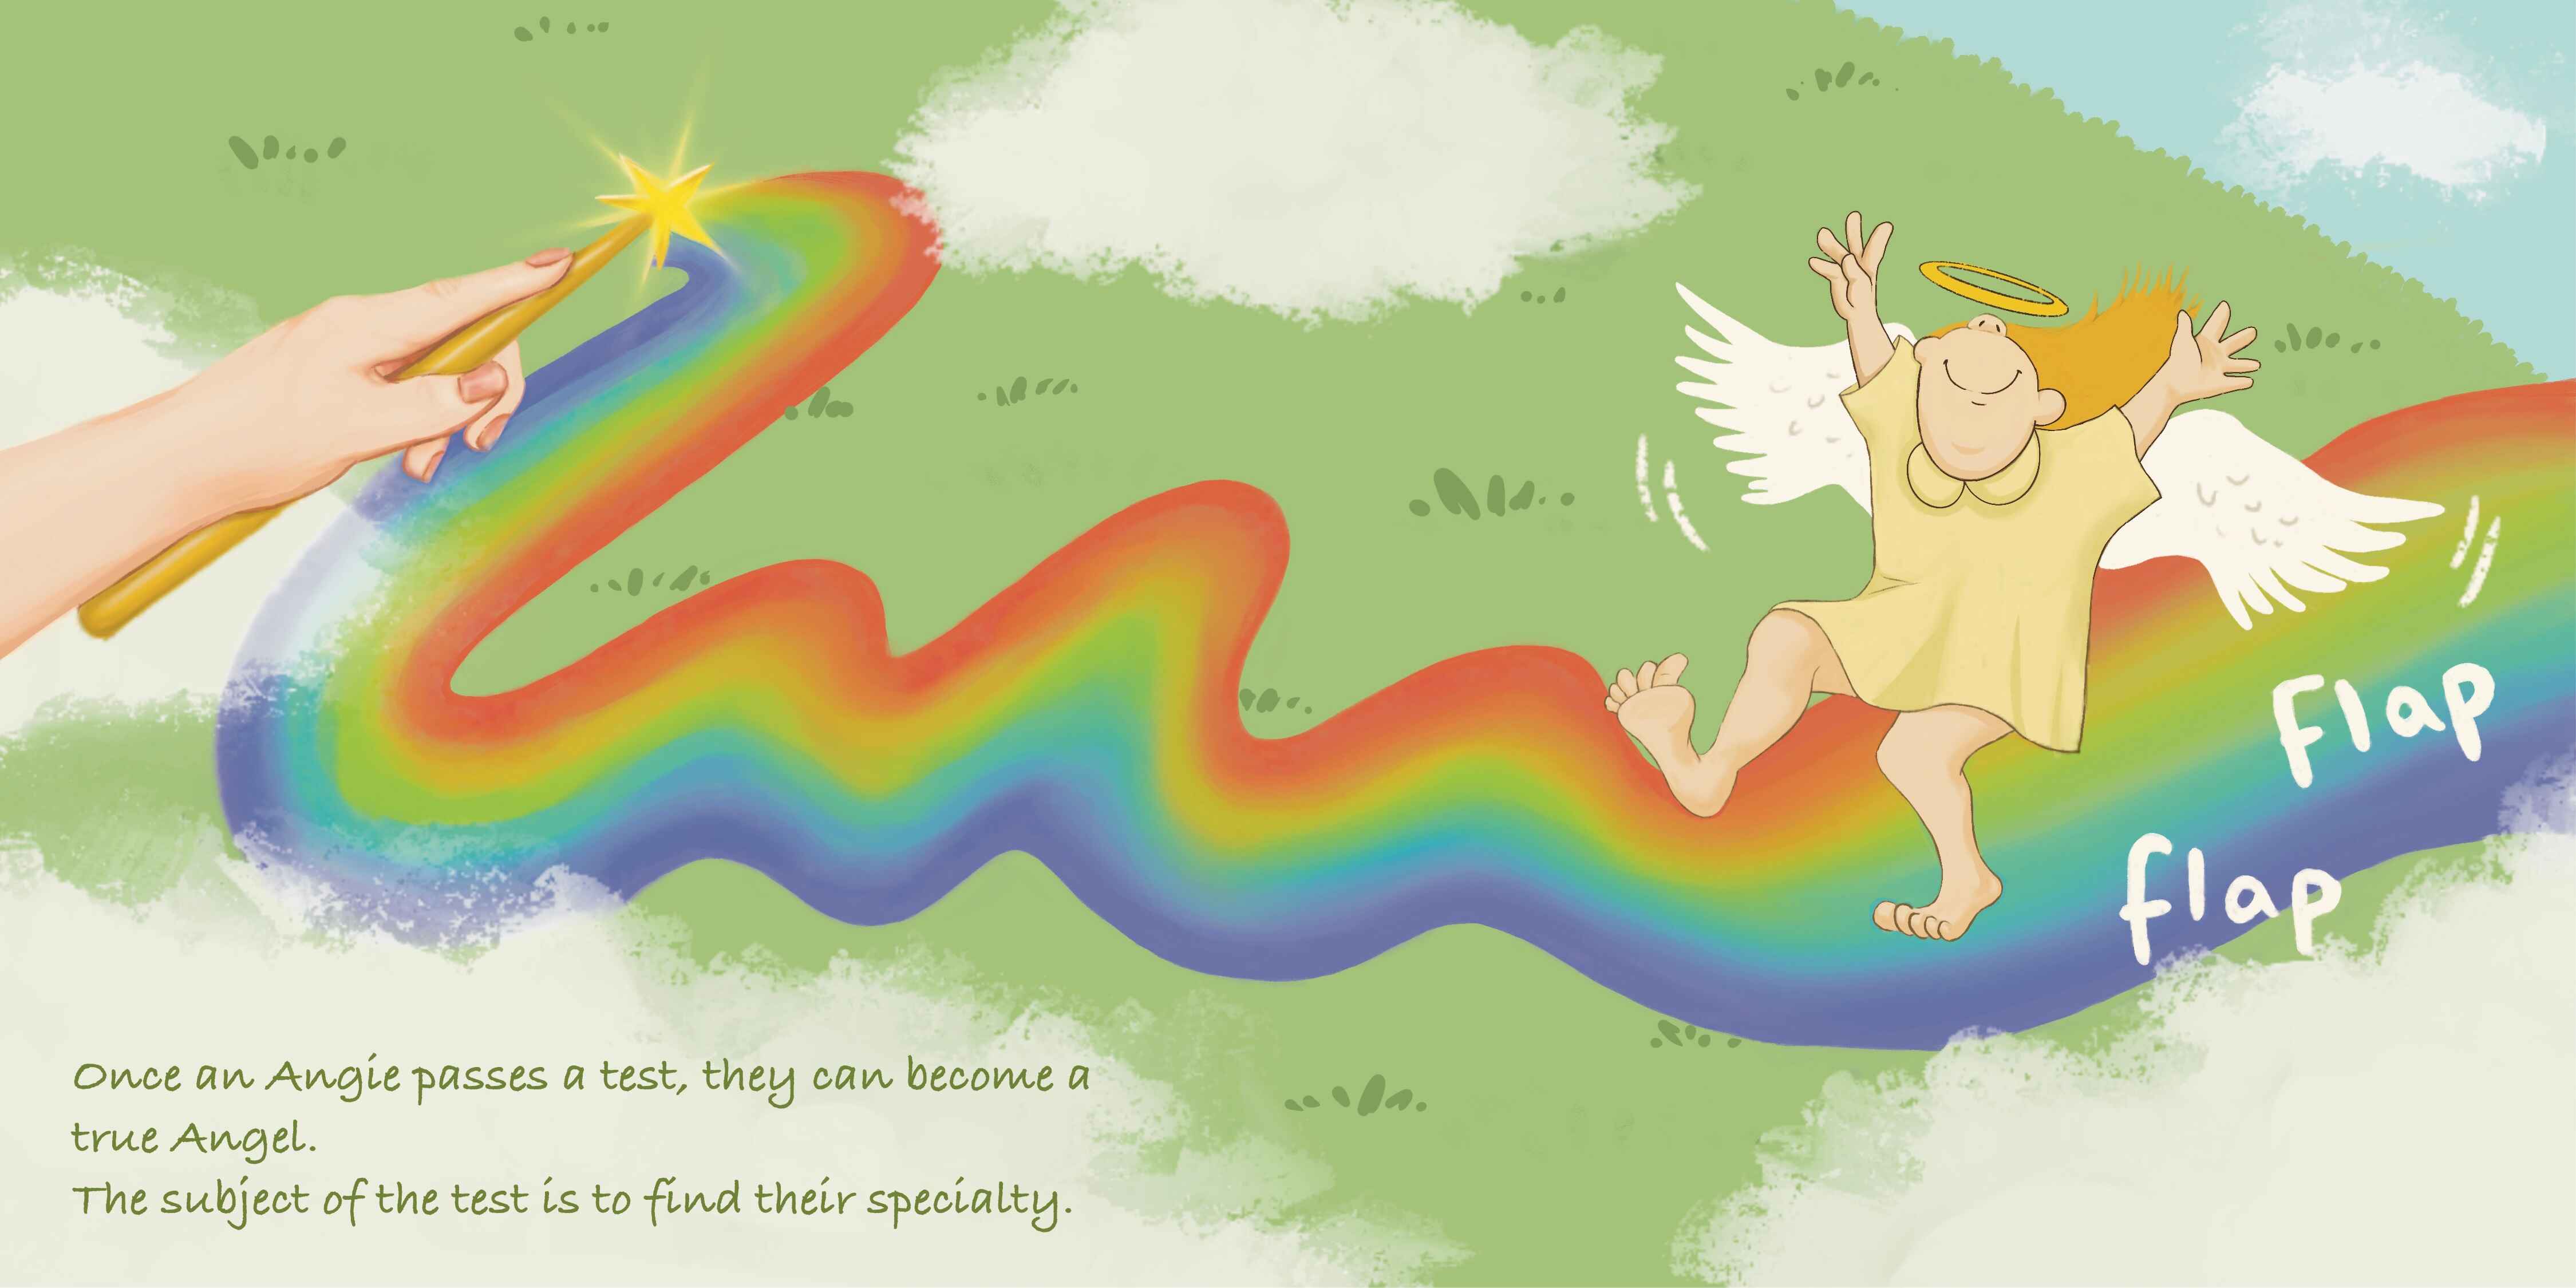 flap
flap
Once an Angie passes a test, they can become a
true Angel.
The subject of the test is to find their specialty.